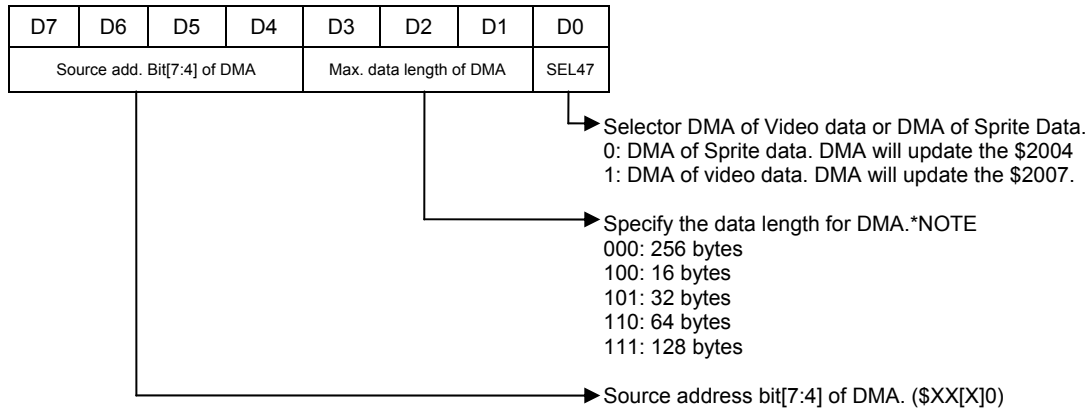 D7 D6 D5 D4 D3 D2 D1 D0
Source add. Bit[7:4] of DMA Max. data length of DMA SEL47
Selector DMA of Video data or DMA of Sprite Data.
0: DMA of Sprite data. DMA will update the $2004
1: DMA of video data. DMA will update the $2007.
Specify the data length for DMA.*NOTE
000: 256 bytes
100: 16 bytes
101: 32 bytes
110: 64 bytes
111: 128 bytes
Source address bit[7:4] of DMA. ($XX[X]0)